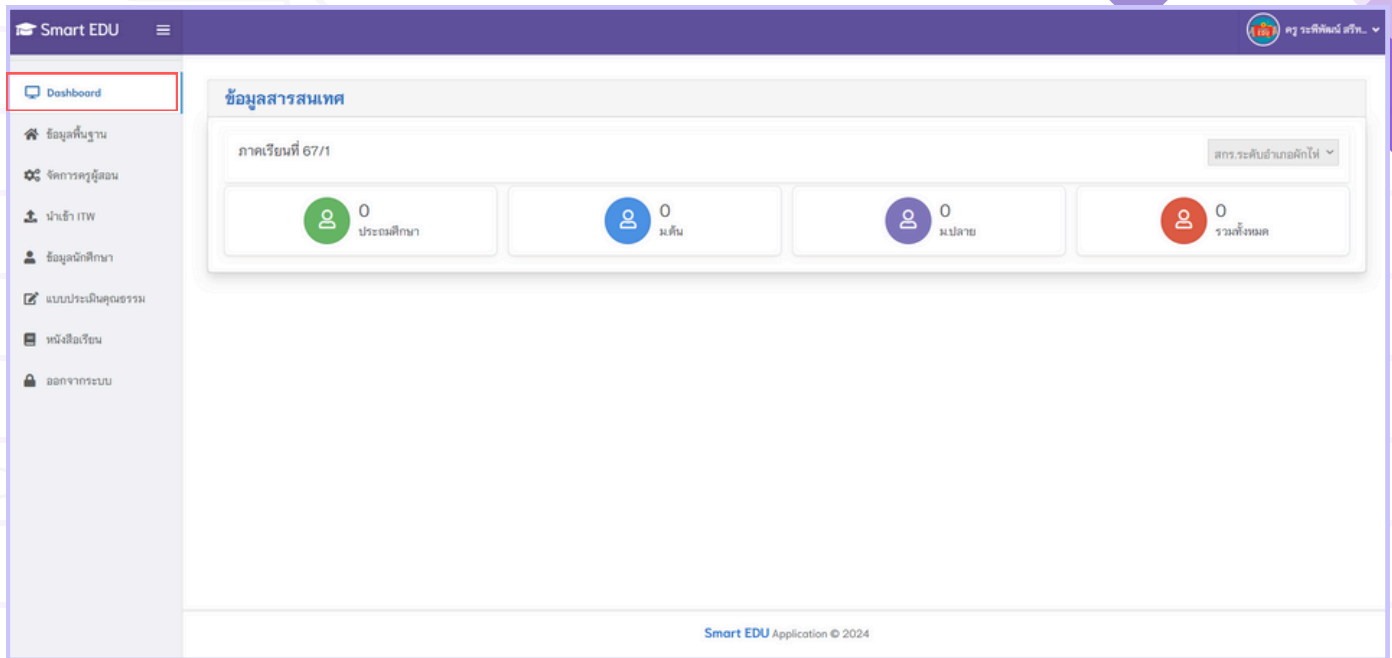 Smart EDU
ครู ระพีพัฒน์ สรีท...
Dashboard
ข้อมูลพื้นฐาน
จัดการครูผู้สอน
นำเข้า ITW
ข้อมูลนักศึกษา
แบบประเมินคุณธรรม
หนังสือเรียน
ออกจากระบบ
ข้อมูลสารสนเทศ
ภาคเรียนที่ 67/1
สกร.ระดับอำเภอผักไห่
0
ประถมศึกษา
0
ม.ต้น
0
ม.ปลาย
0
รวมทั้งหมด
Smart EDU Application © 2024